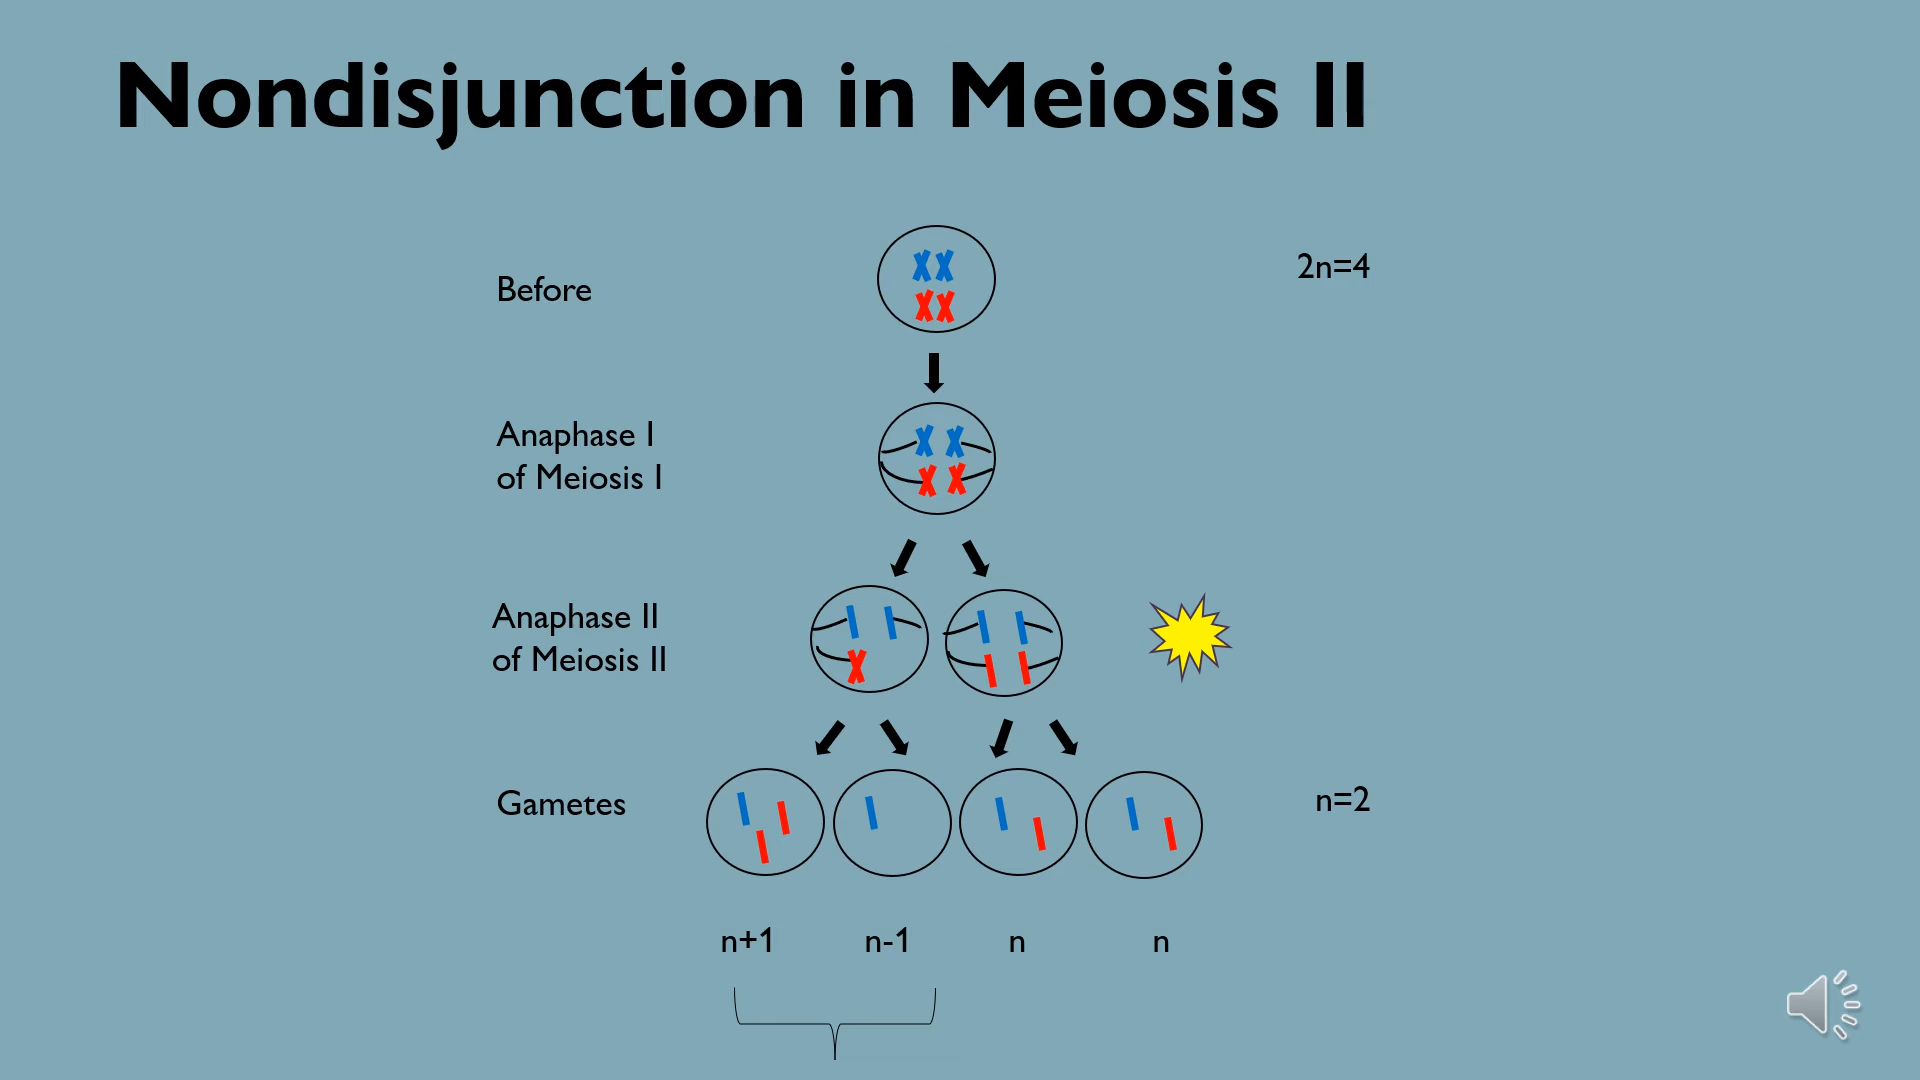 Nondisjunction in Meiosis II
Before
2n=4
Anaphase I
of Meiosis I
Anaphase II
of Meiosis II
Gametes
n=2
n+1
n-1
n
n